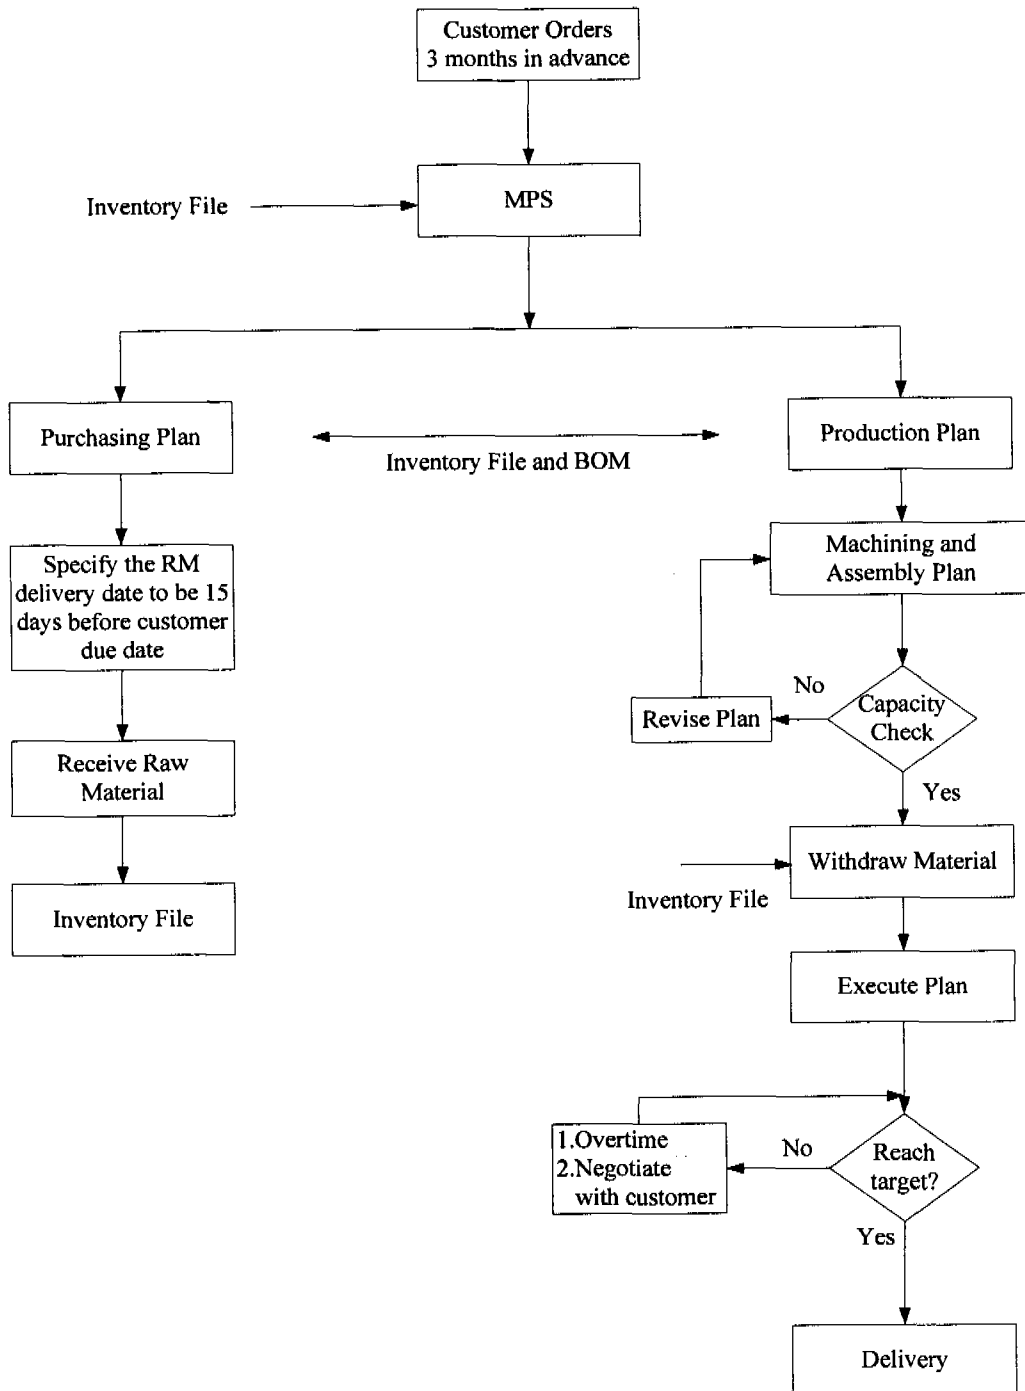 Customer Orders
3 months in advance
MPS
Inventory File
Purchasing Plan
Production Plan
Inventory File and BOM
Specify the RM
delivery date to be 15
days before customer
due date
Machining and
Assembly Plan
No
Capacity
Check
Revise Plan
Yes
Receive Raw
Material
Withdraw Material
Inventory File
Inventory File
Execute Plan
1.Overtime
2.Negotiate
with customer
No
Reach
target?
Yes
Delivery